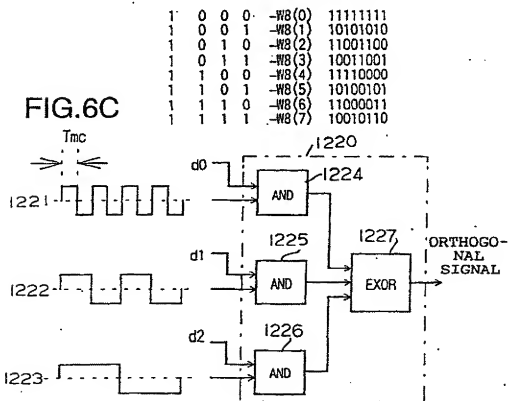 1 0 0 0 -W8(0) 11111111
1 0 0 1 -W8(1) 10101010
1 0 1 0 -W8(2) 11001100
1 0 1 1 -W8(3) 10011001
1 1 0 0 -W8(4) 11110000
1 1 0 1 -W8(5) 10100101
1 1 1 0 -W8(6) 11000011
1 1 1 1 -W8(7) 10010110
FIG.6C
Tmc
1220
d0
1224
AND
1221
1225
1227
ORTHOGO-
NAL
SIGNAL
d1
AND
EXOR
1222
1226
d2
AND
1223